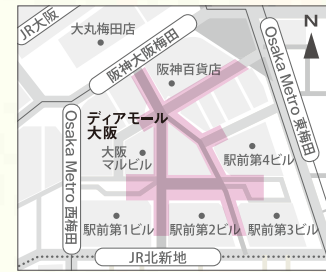 JR大阪
大丸梅田店
阪神大阪梅田
阪神百貨店
N
Osaka Metro 東梅田
Osaka Metro 西梅田
ディアモール
大阪
大阪
マルビル
駅前第4ビル
駅前第1ビル
駅前第2ビル
駅前第3ビル
JR北新地